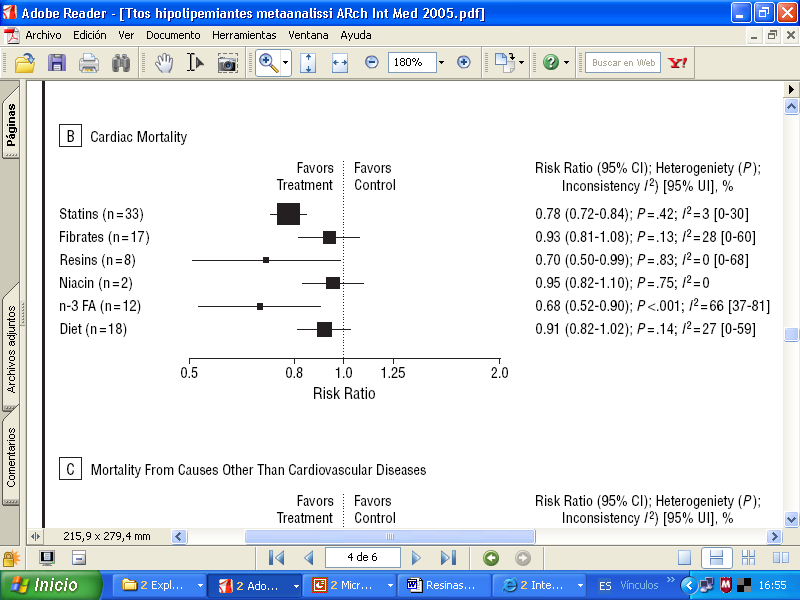 Adobe Reader - [Ttos hipolipemiantes metaanalissi ARch Int Med 2005.pdf]
Archivo Edición Ver Documento Herramientas Ventana Ayuda
180% Buscar en Web Y!
Páginas
Archivos adjuntos
Comentarios
B Cardiac Mortality
Favors Treatment Favors Control Risk Ratio (95% CI); Heterogeniety (P); Inconsistency I²) [95% UI], %
Statins (n=33) 0.78 (0.72-0.84); P=.42; I²=3 [0-30]
Fibrates (n=17) 0.93 (0.81-1.08); P=.13; I²=28 [0-60]
Resins (n=8) 0.70 (0.50-0.99); P=.83; I²=0 [0-68]
Niacin (n=2) 0.95 (0.82-1.10); P=.75; I²=0
n-3 FA (n=12) 0.68 (0.52-0.90); P<.001; I²=66 [37-81]
Diet (n=18) 0.91 (0.82-1.02); P=.14; I²=27 [0-59]
0.5 0.8 1.0 1.25 2.0
Risk Ratio
C Mortality From Causes Other Than Cardiovascular Diseases
Favors Treatment Favors Control Risk Ratio (95% CI); Heterogeniety (P); Inconsistency I²) [95% UI], %
215,9 x 279,4 mm
4 de 6
Inicio 2 Expl... 2 Ado... 2 Micr... Resinas... 2 Inte... ES Vínculos » 16:55